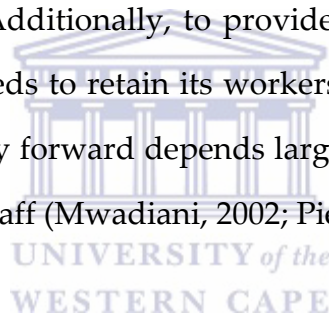 Additionally, to provide
eds to retain its workers
y forward depends larg
aff (Mwadiani, 2002; Pie
UNIVERSITY of the
WESTERN CAPE